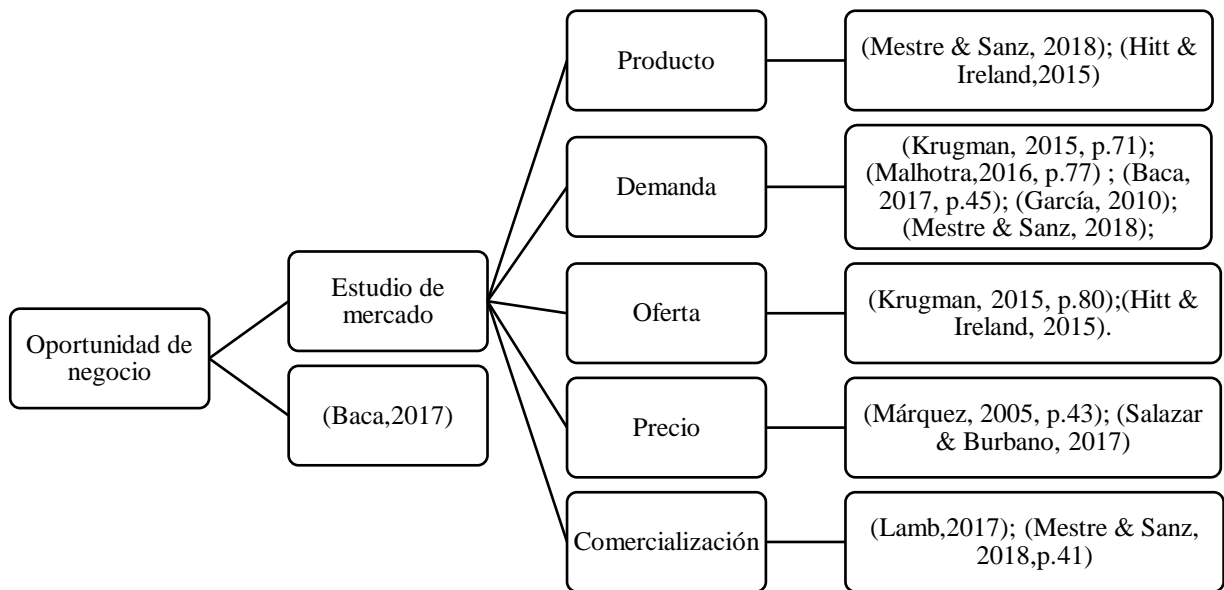 Oportunidad de
negocio
Estudio de
mercado
(Baca,2017)
Producto
(Mestre & Sanz, 2018); (Hitt &
Ireland,2015)
Demanda
(Krugman, 2015, p.71);
(Malhotra,2016, p.77) ; (Baca,
2017, p.45); (García, 2010);
(Mestre & Sanz, 2018);
Oferta
(Krugman, 2015, p.80);(Hitt &
Ireland, 2015).
Precio
(Márquez, 2005, p.43); (Salazar
& Burbano, 2017)
Comercialización
(Lamb,2017); (Mestre & Sanz,
2018,p.41)